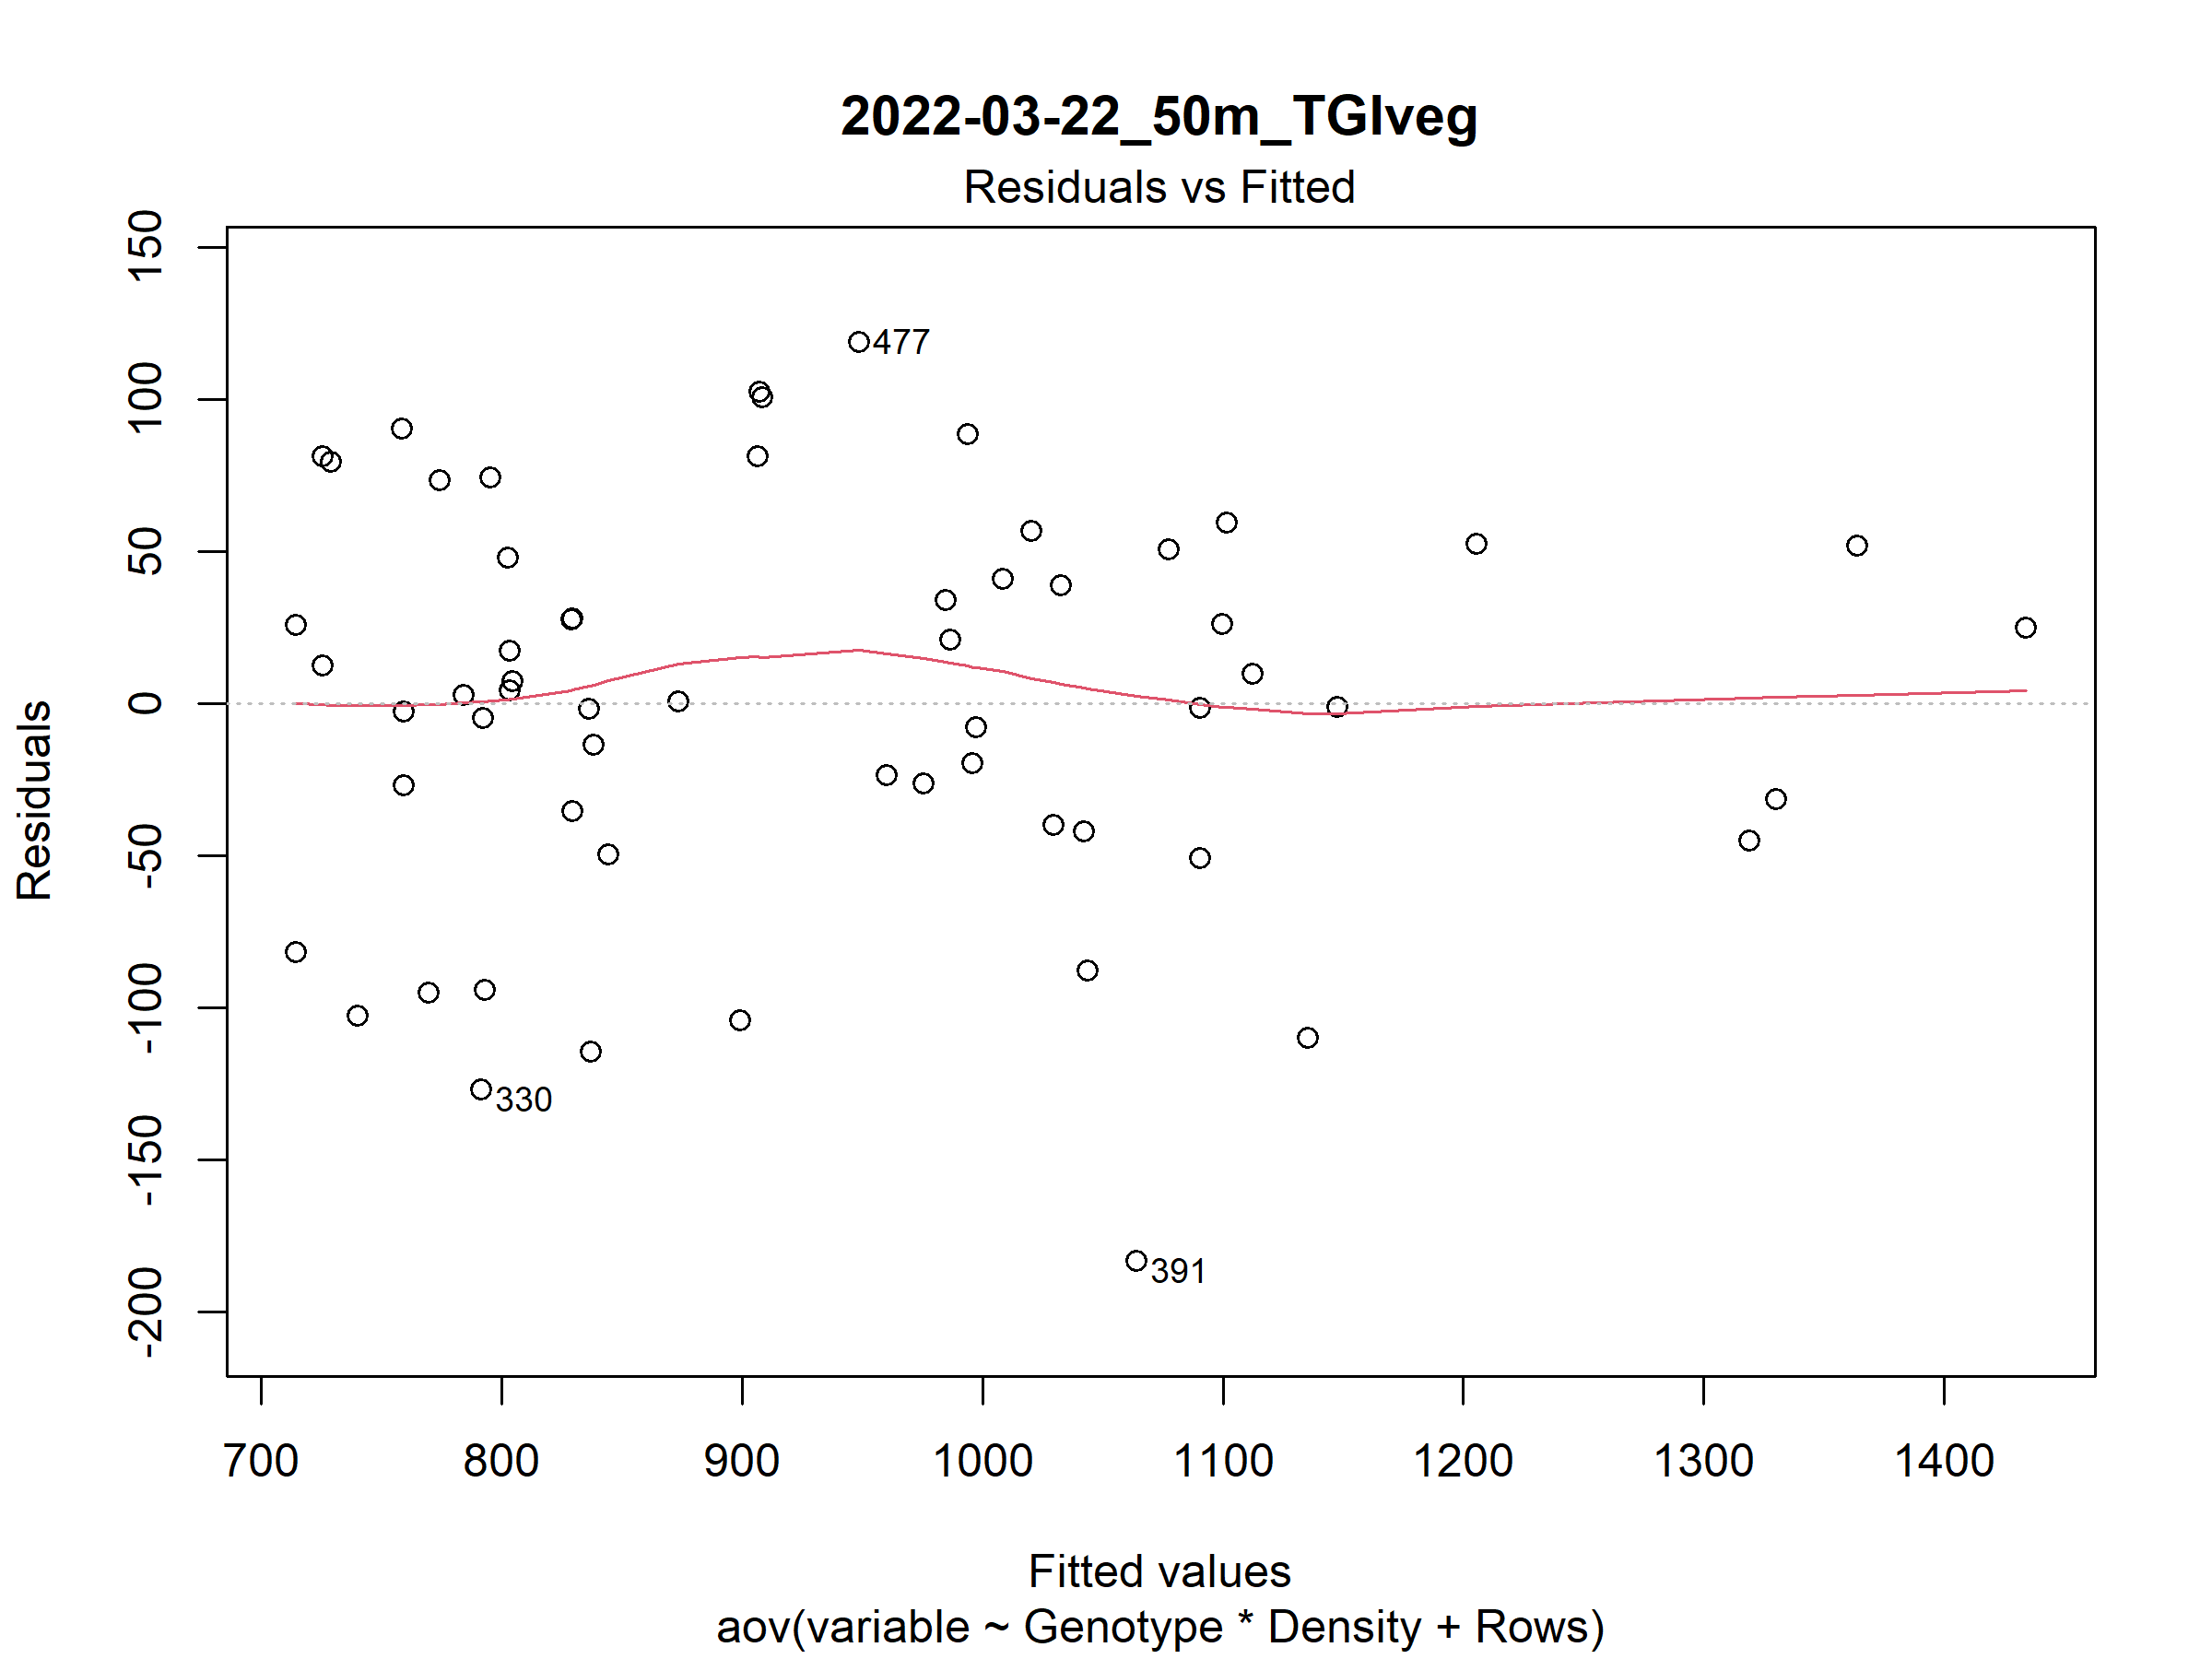 2022-03-22_50m_TGIveg
Residuals vs Fitted
150
100
50
0
-50
-100
-150
-200
Residuals
477
330
391
700 800 900 1000 1100 1200 1300 1400
Fitted values
aov(variable ~ Genotype * Density + Rows)